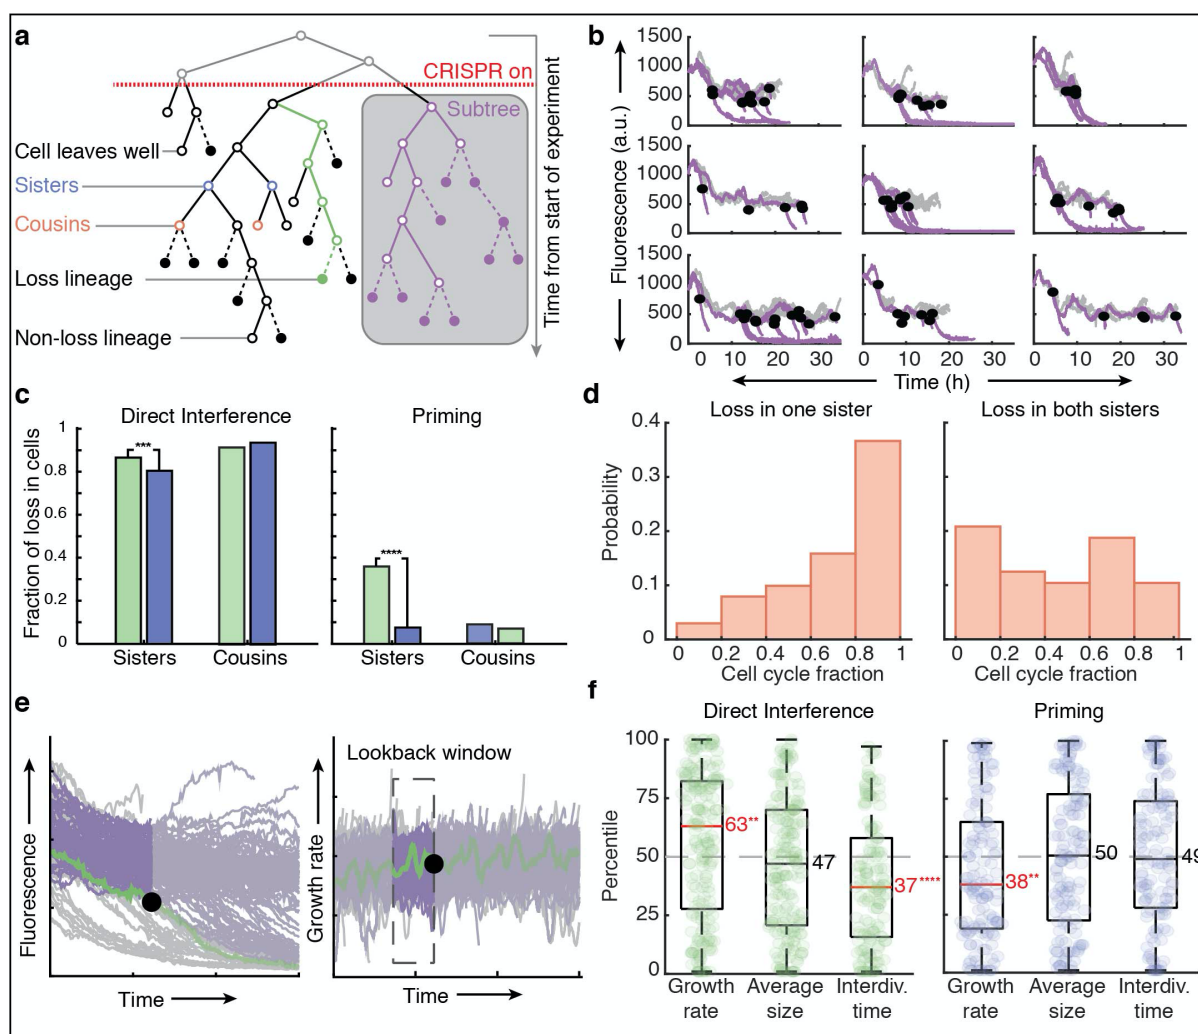 a
CRISPR on
Subtree
Cell leaves well
Sisters
Cousins
Loss lineage
Non-loss lineage
Time from start of experiment
b
Fluorescence (a.u.)
1500
1000
500
0
1500
1000
500
0
1500
1000
500
0
0 10 20 30
0 10 20 30
0 10 20 30
Time (h)
c
Direct Interference
Priming
Fraction of loss in cells
1
0.8
0.6
0.4
0.2
0
***
****
Sisters Cousins
Sisters Cousins
d
Loss in one sister
Loss in both sisters
Probability
0.4
0.3
0.2
0.1
0
0 0.2 0.4 0.6 0.8 1
0 0.2 0.4 0.6 0.8 1
Cell cycle fraction
Cell cycle fraction
e
Fluorescence
Time
Lookback window
Growth rate
Time
f
Direct Interference
Priming
Percentile
100
75
50
25
0
63**
47
37****
38**
50
49
Growth rate
Average size
Interdiv. time
Growth rate
Average size
Interdiv. time